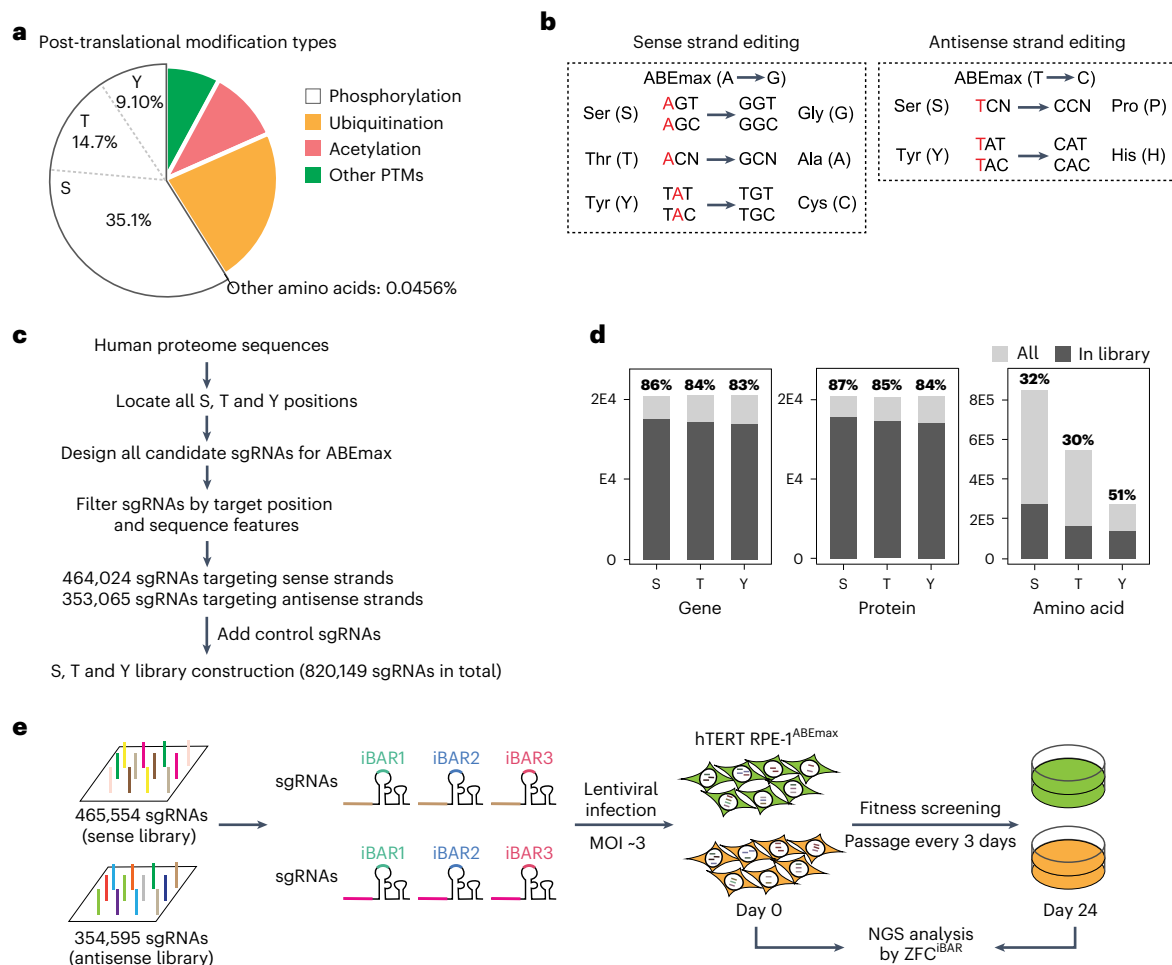 a
Post-translational modification types
Y
9.10%
T
14.7%
S
35.1%
Other amino acids: 0.0456%
Phosphorylation
Ubiquitination
Acetylation
Other PTMs
b
Sense strand editing
ABEmax (A → G)
Ser (S)
AGT → GGT
AGC GGC
Gly (G)
Thr (T)
ACN → GCN
Ala (A)
Tyr (Y)
TAT → TGT
TAC TGC
Cys (C)
Antisense strand editing
ABEmax (T → C)
Ser (S)
TCN → CCN
Pro (P)
Tyr (Y)
TAT → CAT
TAC CAC
His (H)
c
Human proteome sequences
Locate all S, T and Y positions
Design all candidate sgRNAs for ABEmax
Filter sgRNAs by target position
and sequence features
464,024 sgRNAs targeting sense strands
353,065 sgRNAs targeting antisense strands
Add control sgRNAs
S, T and Y library construction (820,149 sgRNAs in total)
d
All
In library
2E4
E4
0
86%
84%
83%
S T Y
Gene
2E4
E4
0
87%
85%
84%
S T Y
Protein
8E5
6E5
4E5
2E5
0
32%
30%
51%
S T Y
Amino acid
e
465,554 sgRNAs
(sense library)
354,595 sgRNAs
(antisense library)
sgRNAs
iBAR1 iBAR2 iBAR3
sgRNAs
iBAR1 iBAR2 iBAR3
Lentiviral
infection
MOI ~3
hTERT RPE-1ABEmax
Day 0
Fitness screening
Passage every 3 days
Day 24
NGS analysis
by ZFCiBAR